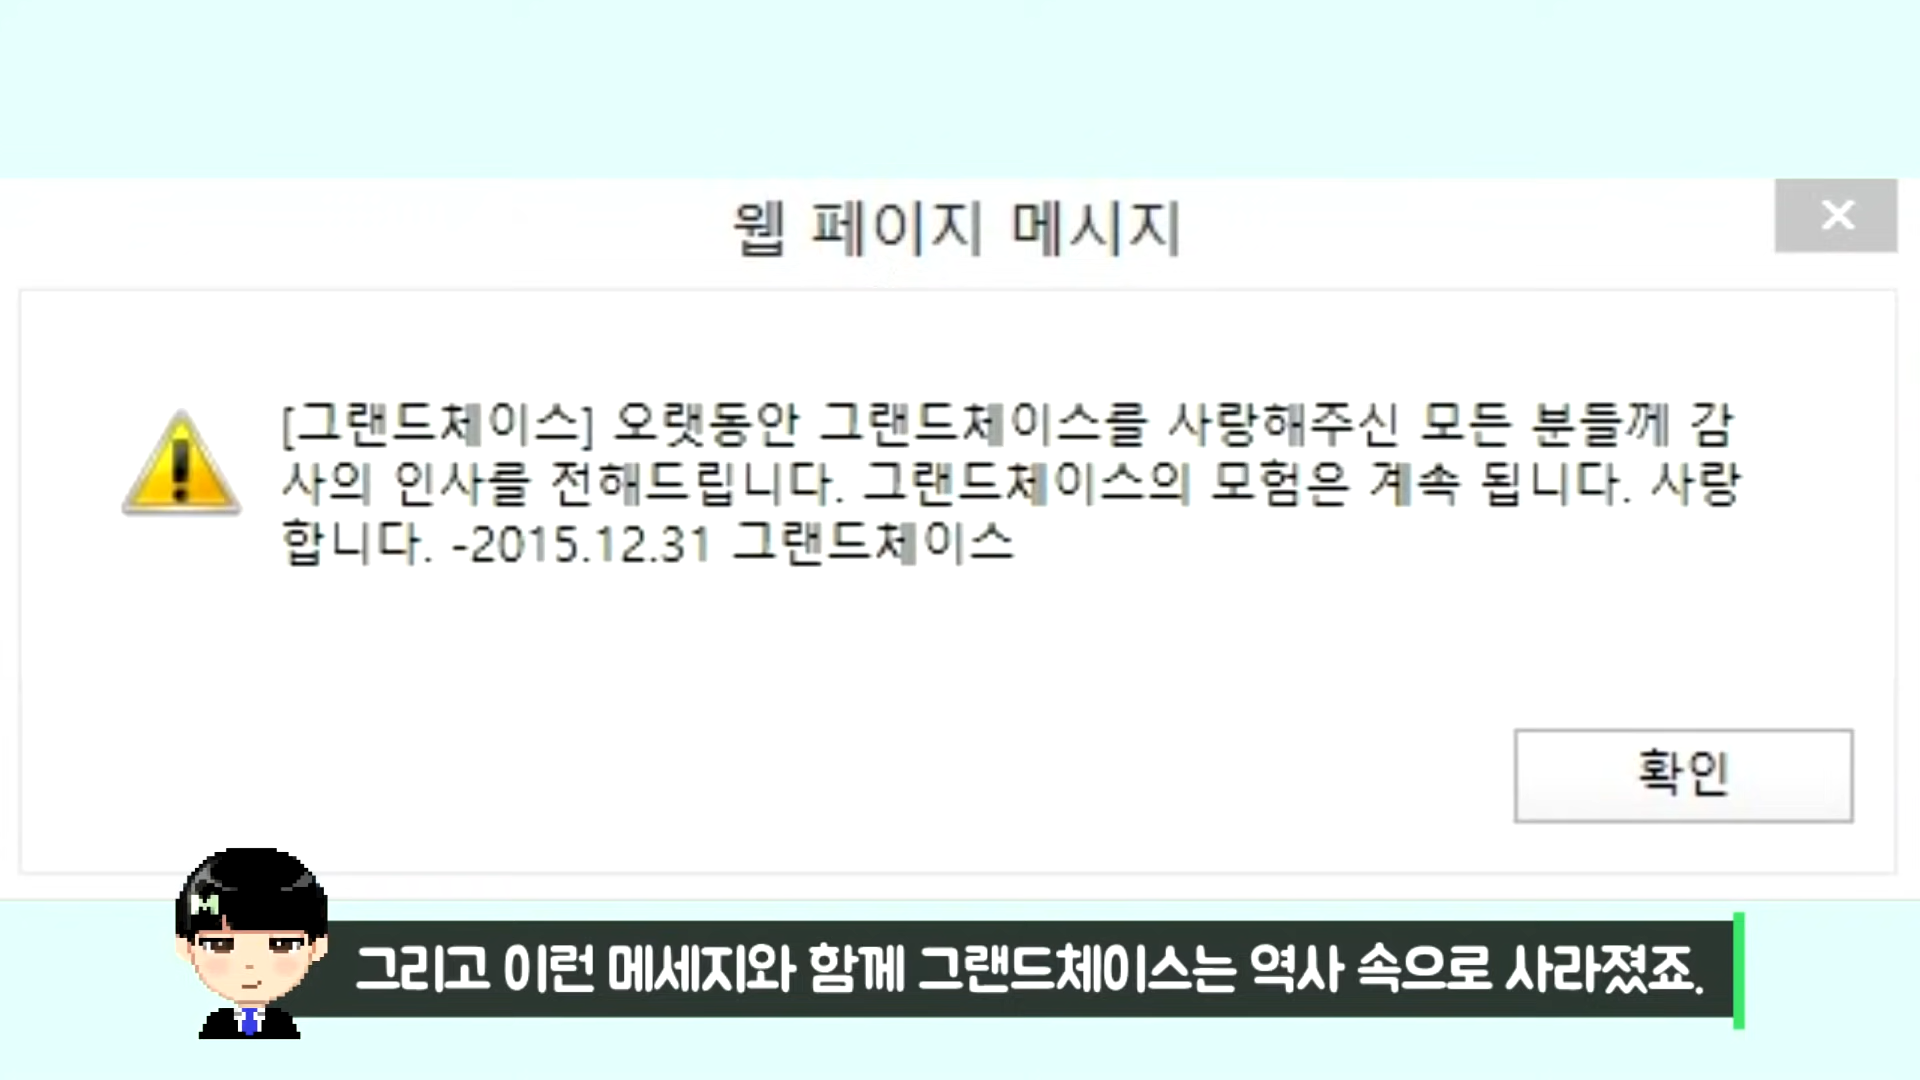 웹 페이지 메시지
[그랜드체이스] 오랫동안 그랜드체이스를 사랑해주신 모든 분들께 감
사의 인사를 전해드립니다. 그랜드체이스의 모험은 계속 됩니다. 사랑
합니다. -2015.12.31 그랜드체이스
확인
M
그리고 이런 메세지와 함께 그랜드체이스는 역사 속으로 사라졌죠.